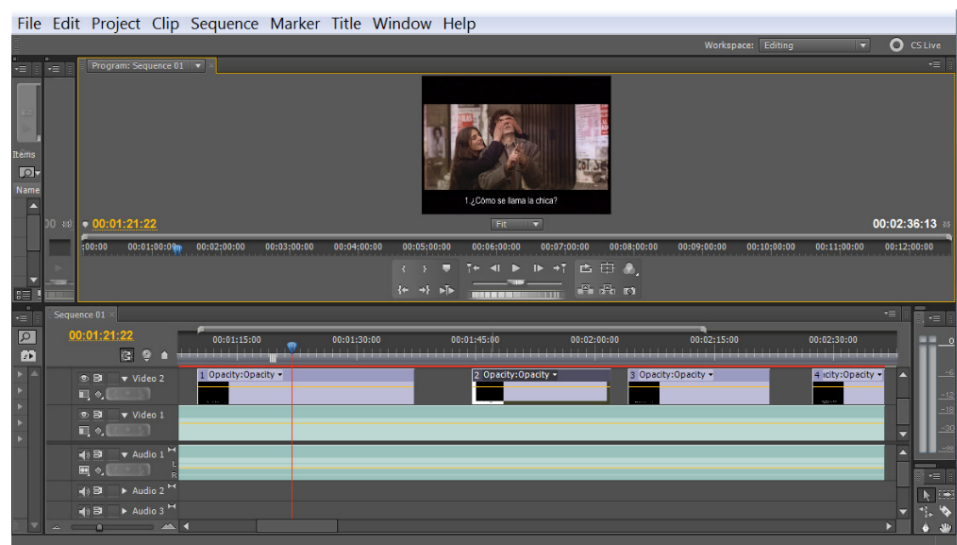 File Edit Project Clip Sequence Marker Title Window Help
Workspace: Editing CS Live
Program: Sequence 01
Items
Name
1.¿Cómo se llama la chica?
00 00:01:21:22 Fit 00:02:36:13
:00:00 00:01:00:00 00:02:00:00 00:03:00:00 00:04:00:00 00:05:00:00 00:06:00:00 00:07:00:00 00:08:00:00 00:09:00:00 00:10:00:00 00:11:00:00 00:12:00:00
Sequence 01
00:01:21:22
00:01:15:00 00:01:30:00 00:01:45:00 00:02:00:00 00:02:15:00 00:02:30:00
0
Video 2 1 Opacity:Opacity 2 Opacity:Opacity 3 Opacity:Opacity 4 acity:Opacity
-6
-12
Video 1
-18
-20
Audio 1
L
R
Audio 2
Audio 3